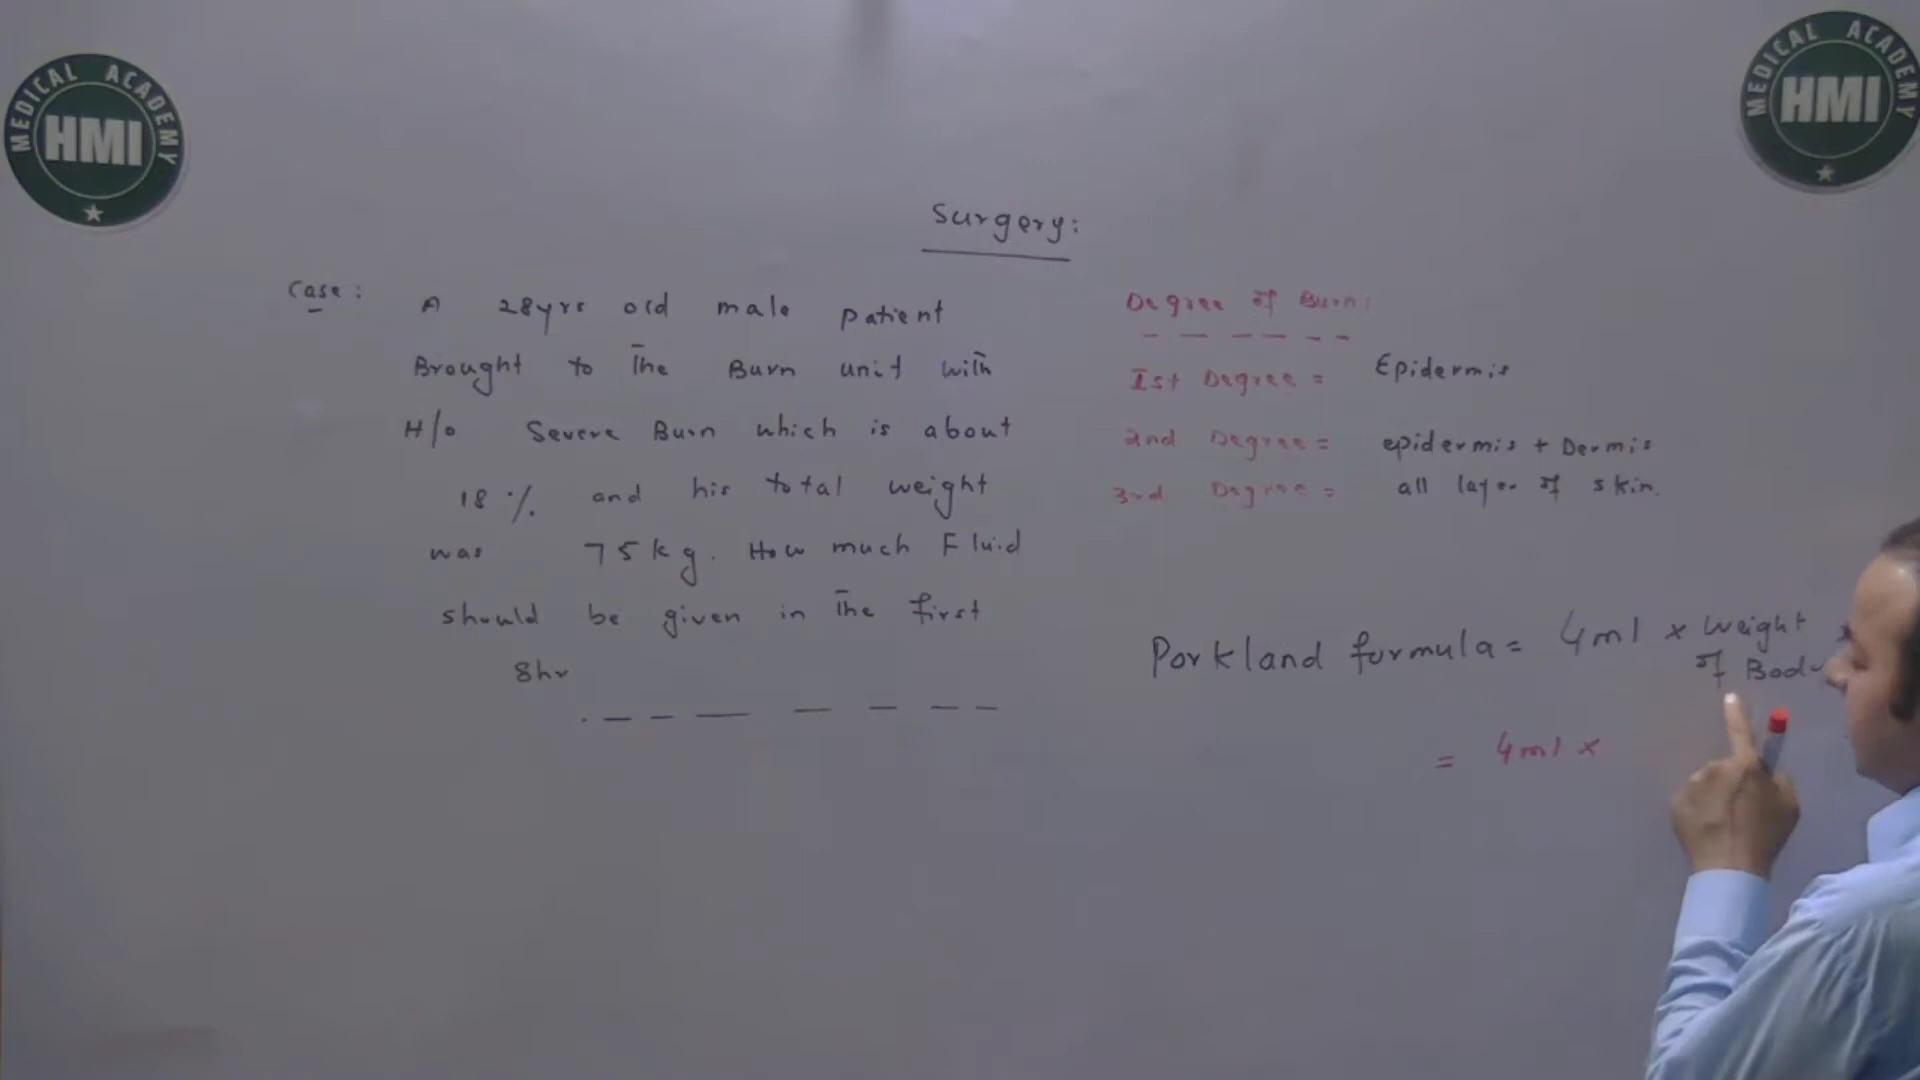 MEDICAL ACADEMY
HMI
MEDICAL ACADEMY
HMI
Surgery:
Case: A 28yrs old male patient
Brought to The Burn unit with
H/o Severe Burn which is about
18 % and his total weight
was 75kg. How much Fluid
should be given in The first
8hr
Degree of Burn:
Ist Degree = Epidermis
2nd Degree = epidermis + Dermis
3rd Degree = all layer of skin.
Porkland formula = 4ml x weight
of Body
= 4ml x